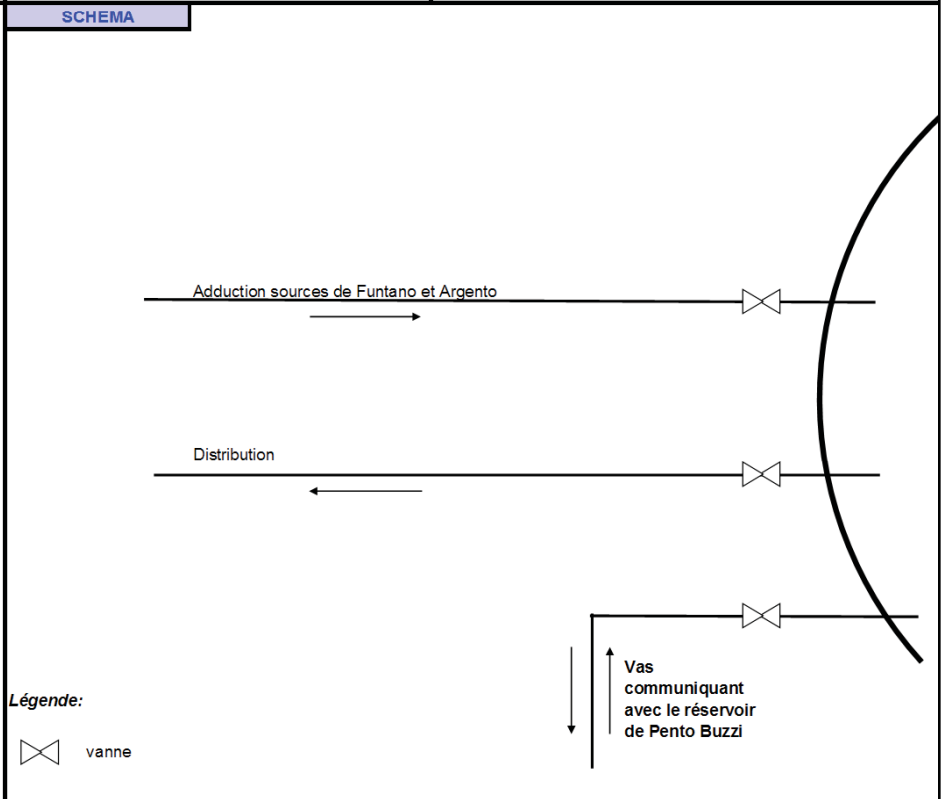 SCHEMA
Adduction sources de Funtano et Argento
Distribution
Vas
communiquant
avec le réservoir
de Pento Buzzi
Légende:
vanne